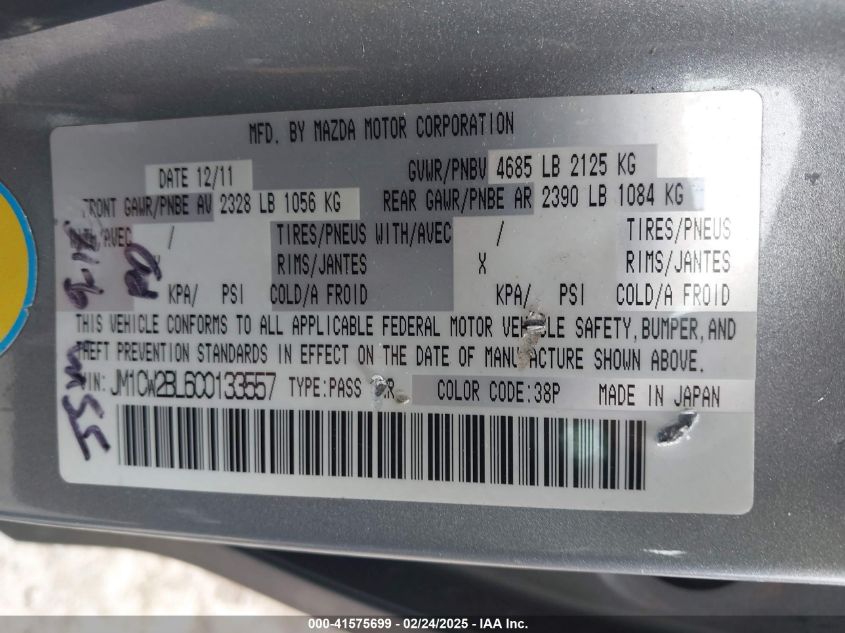 MFD. BY MAZDA MOTOR CORPORATION
DATE 12/11 GVWR/PNBV 4685 LB 2125 KG
FRONT GAWR/PNBE AV 2328 LB 1056 KG REAR GAWR/PNBE AR 2390 LB 1084 KG
WITH/AVEC / TIRES/PNEUS WITH/AVEC / TIRES/PNEUS
X RIMS/JANTES X RIMS/JANTES
KPA/ PSI COLD/A FROID KPA/ PSI COLD/A FROID
THIS VEHICLE CONFORMS TO ALL APPLICABLE FEDERAL MOTOR VEHICLE SAFETY, BUMPER, AND
THEFT PREVENTION STANDARDS IN EFFECT ON THE DATE OF MANUFACTURE SHOWN ABOVE.
VIN: JM1CW2BL6C0133557 TYPE:PASS CAR COLOR CODE:38P MADE IN JAPAN
000-41575699 - 02/24/2025 - IAA Inc.